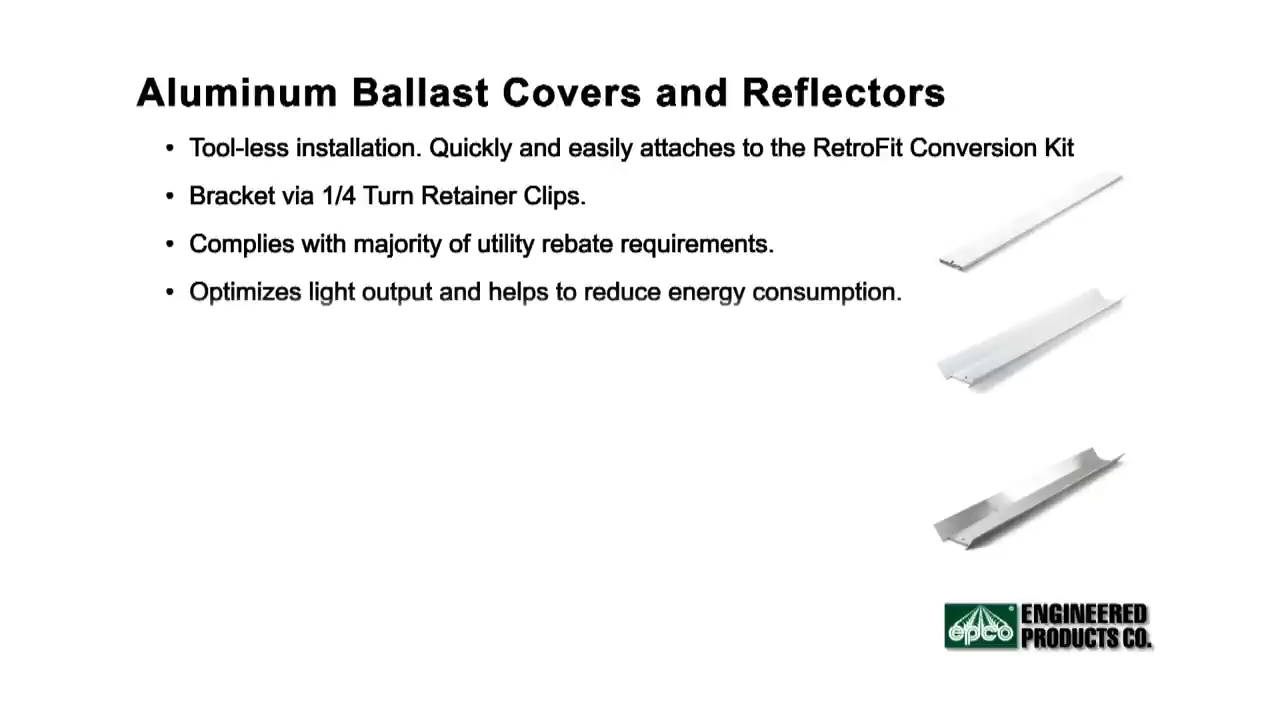 Aluminum Ballast Covers and Reflectors
• Tool-less installation. Quickly and easily attaches to the RetroFit Conversion Kit
• Bracket via 1/4 Turn Retainer Clips.
• Complies with majority of utility rebate requirements.
• Optimizes light output and helps to reduce energy consumption.
epco®
ENGINEERED
PRODUCTS CO.